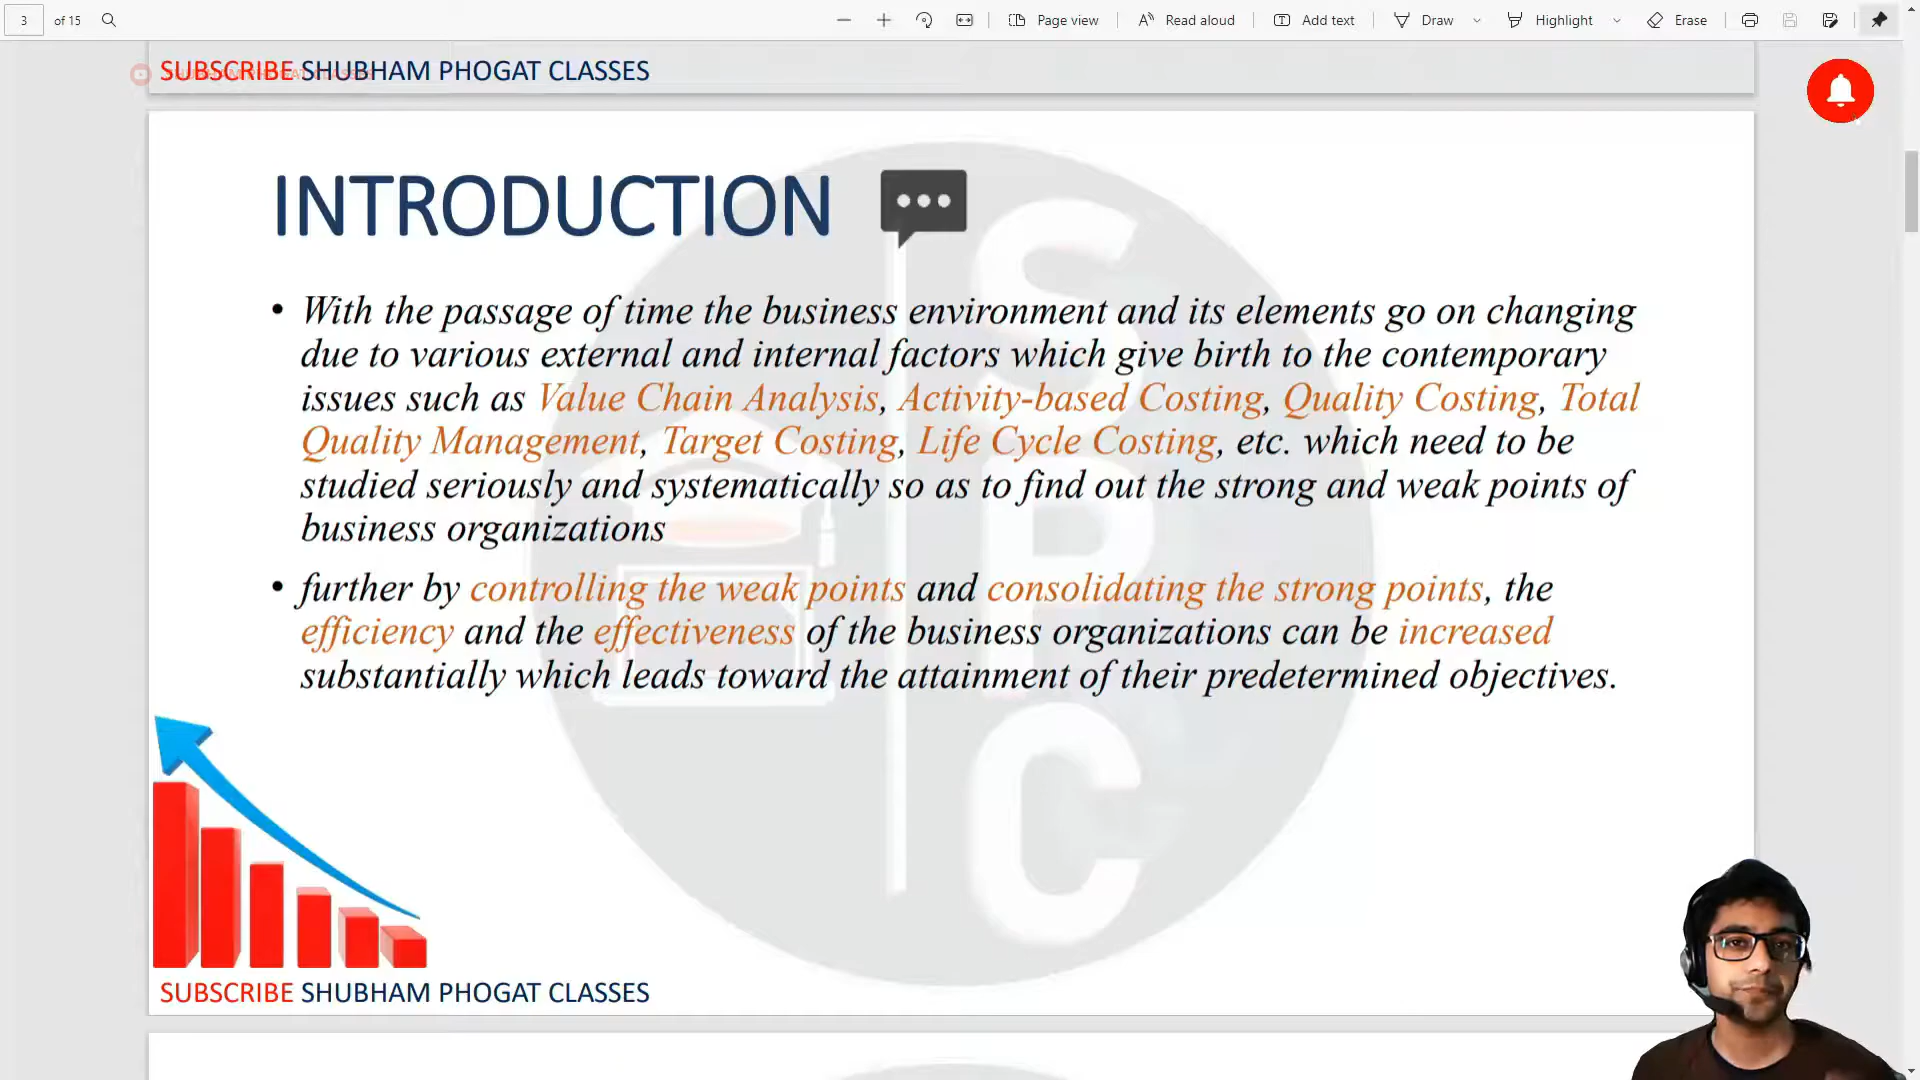 3 of 15 Page view Read aloud Add text Draw Highlight Erase
SUBSCRIBE SHUBHAM PHOGAT CLASSES
INTRODUCTION
• With the passage of time the business environment and its elements go on changing
due to various external and internal factors which give birth to the contemporary
issues such as Value Chain Analysis, Activity-based Costing, Quality Costing, Total
Quality Management, Target Costing, Life Cycle Costing, etc. which need to be
studied seriously and systematically so as to find out the strong and weak points of
business organizations
• further by controlling the weak points and consolidating the strong points, the
efficiency and the effectiveness of the business organizations can be increased
substantially which leads toward the attainment of their predetermined objectives.
S
P
C
SUBSCRIBE SHUBHAM PHOGAT CLASSES